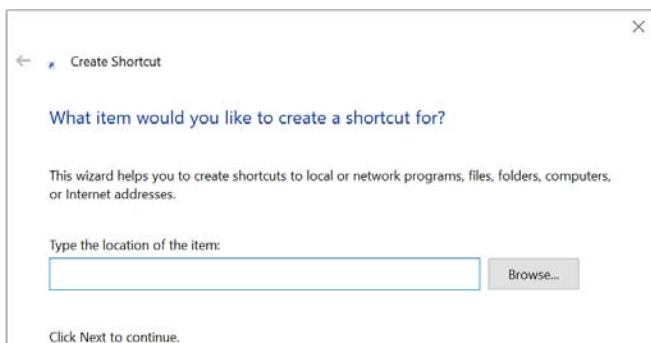 Create Shortcut
What item would you like to create a shortcut for?
This wizard helps you to create shortcuts to local or network programs, files, folders, computers,
or Internet addresses.
Type the location of the item:
Browse...
Click Next to continue.